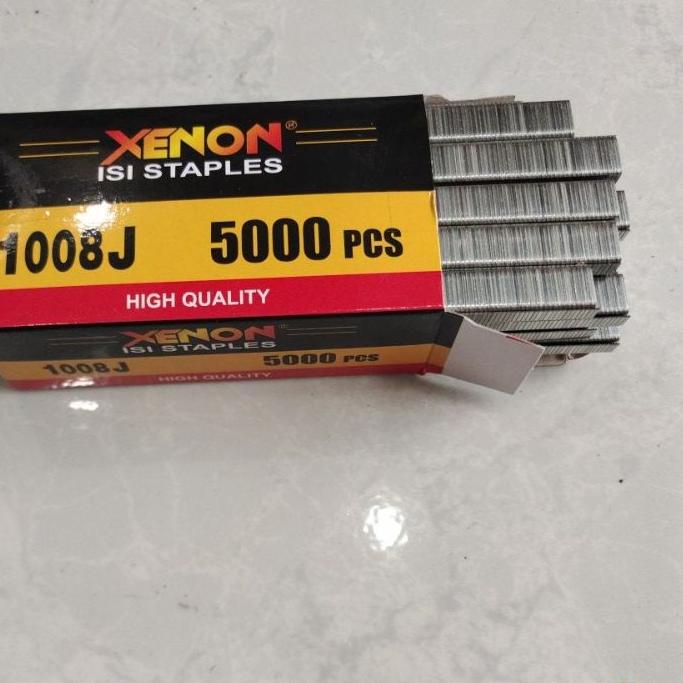 XENON®
ISI STAPLES
1008J 5000 PCS
HIGH QUALITY
XENON
ISI STAPLES
1008J 5000 PCS
HIGH QUALITY